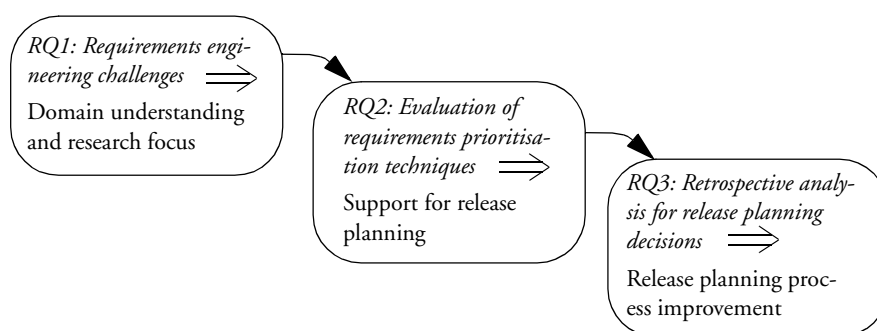 RQ1: Requirements engi-
neering challenges
Domain understanding
and research focus
RQ2: Evaluation of
requirements prioritisa-
tion techniques
Support for release
planning
RQ3: Retrospective analy-
sis for release planning
decisions
Release planning proc-
ess improvement